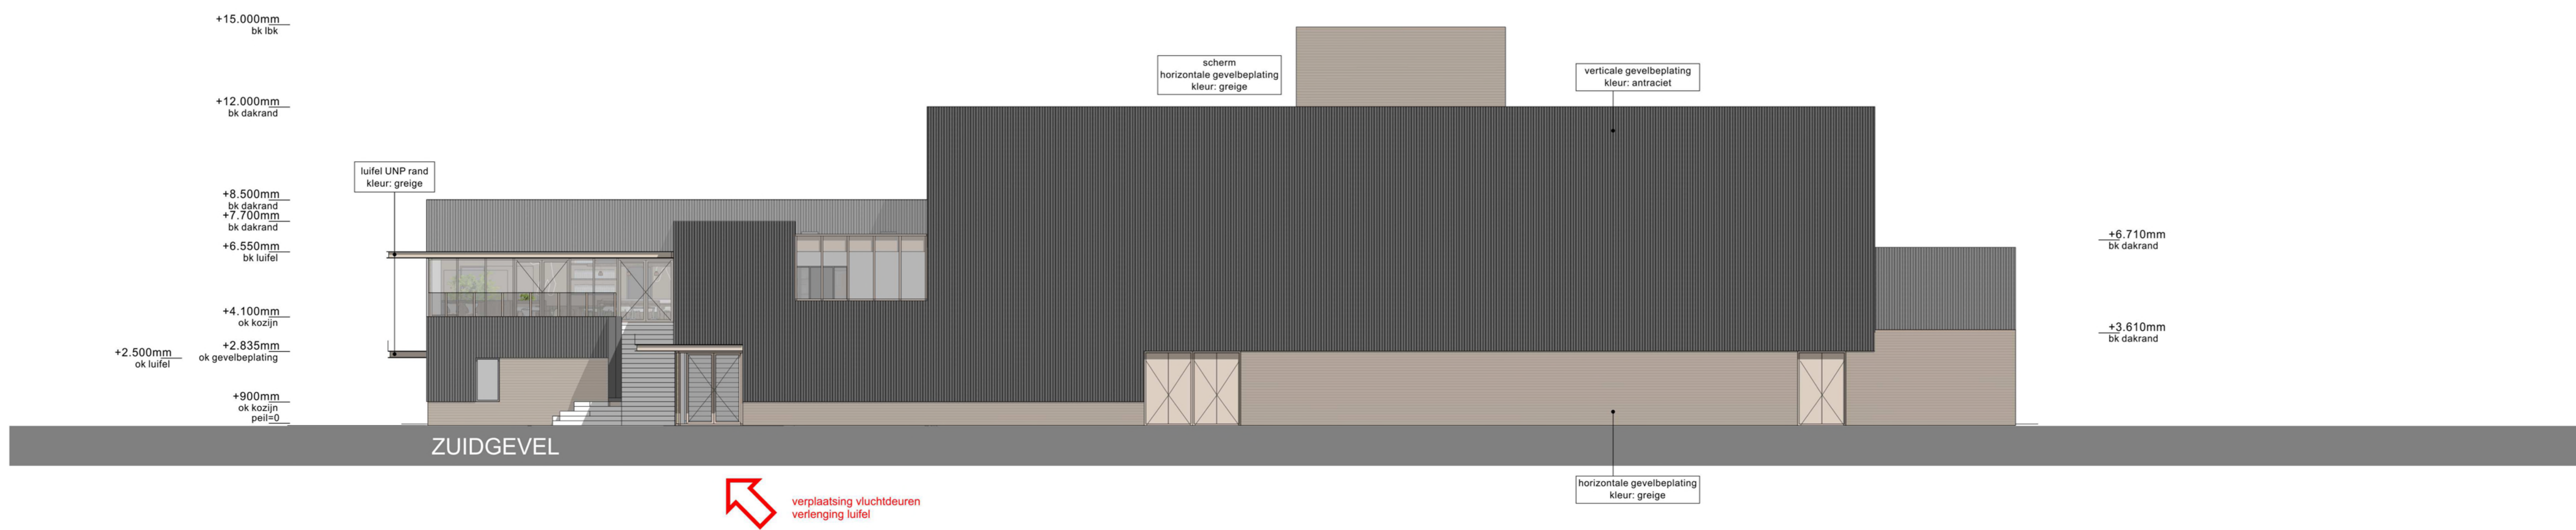 +15.000mm
bk lbk
+12.000mm
bk dakrand
scherm
horizontale gevelbeplating
kleur: greige
verticale gevelbeplating
kleur: antraciet
luifel UNP rand
kleur: greige
+8.500mm
bk dakrand
+7.700mm
bk dakrand
+6.550mm
bk luifel
+4.100mm
ok kozijn
+2.835mm
ok gevelbeplating
+2.500mm
ok luifel
+900mm
ok kozijn
peil=0
+6.710mm
bk dakrand
+3.610mm
bk dakrand
ZUIDGEVEL
verplaatsing vluchtdeuren
verlenging luifel
horizontale gevelbeplating
kleur: greige